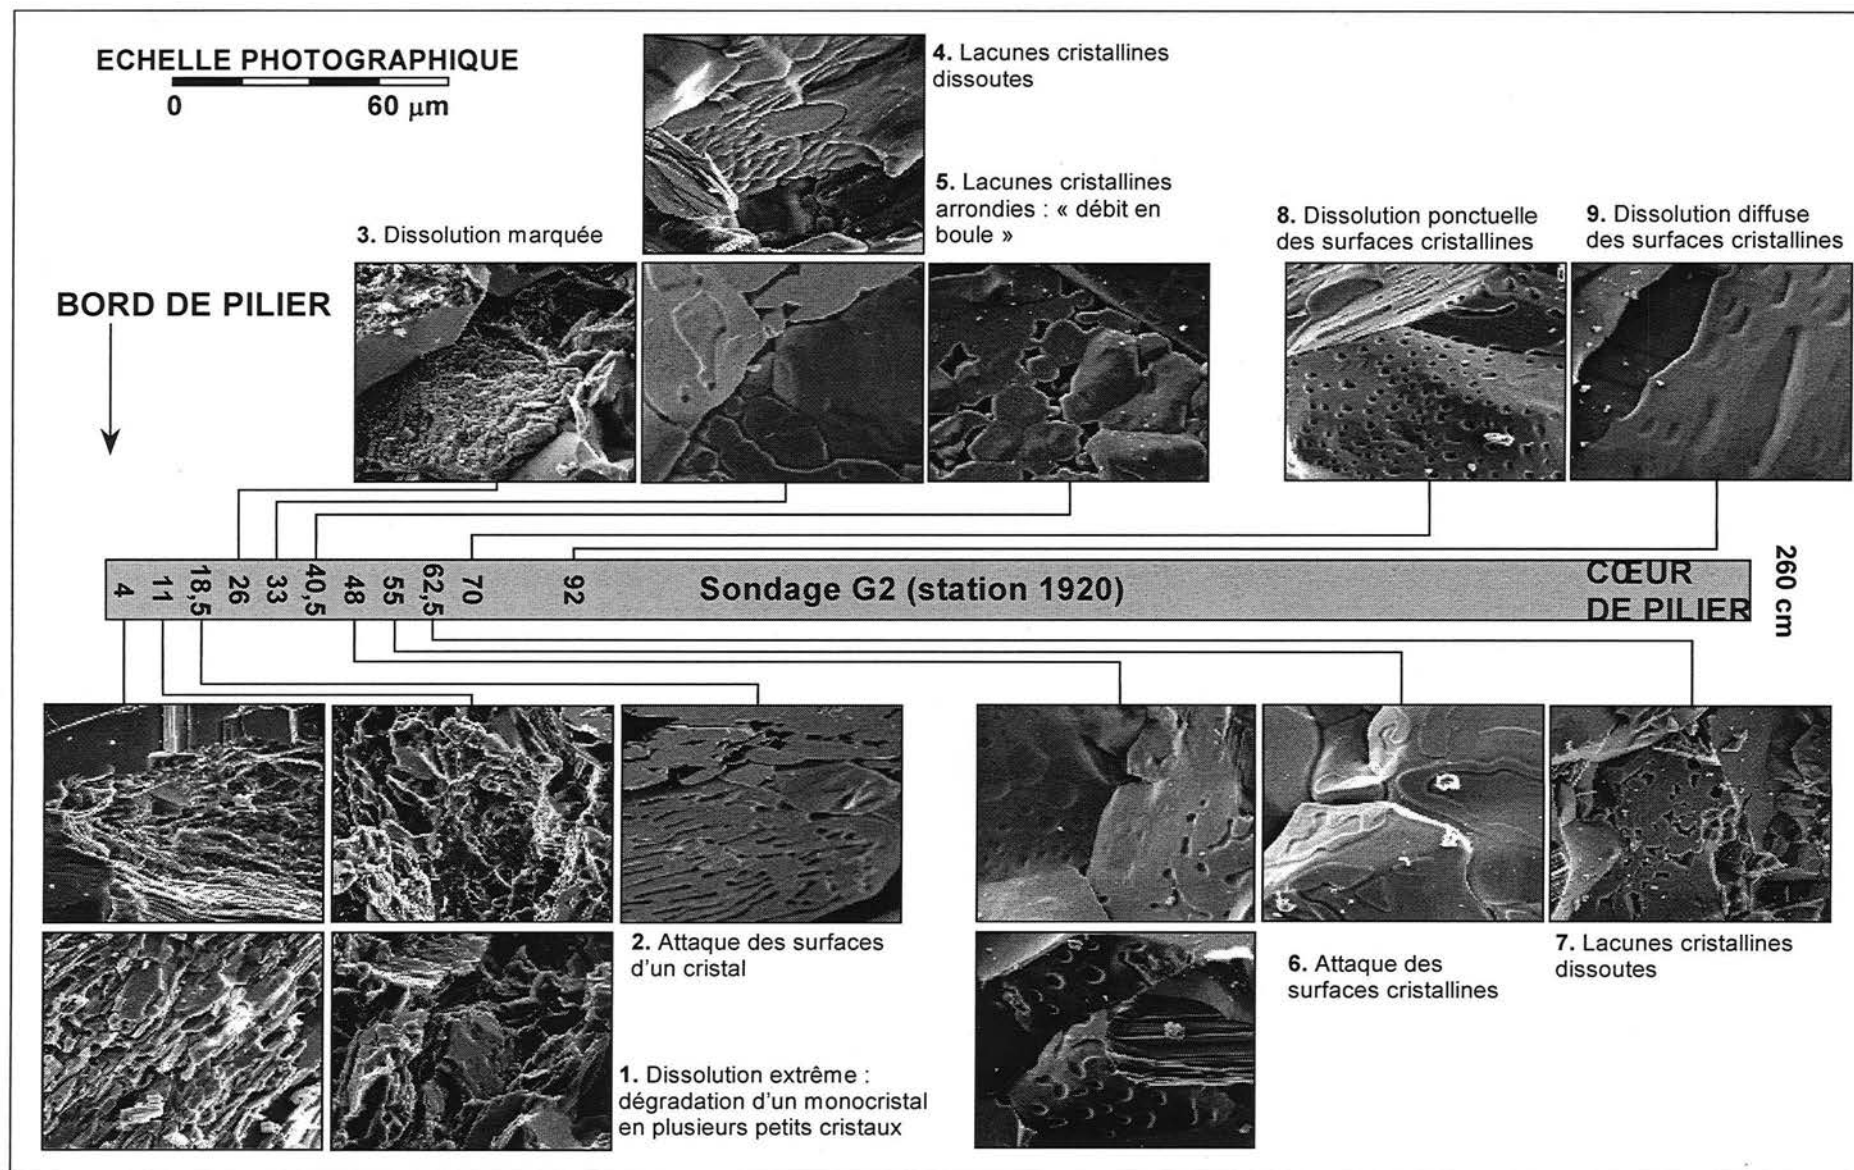 ECHELLE PHOTOGRAPHIQUE
0 60 μm
4. Lacunes cristallines
dissoutes
5. Lacunes cristallines
arrondies : « débit en
boule »
3. Dissolution marquée
8. Dissolution ponctuelle
des surfaces cristallines
9. Dissolution diffuse
des surfaces cristallines
BORD DE PILIER
4 11 18,5 26 33 40,5 48 55 62,5 70 92
Sondage G2 (station 1920)
CŒUR
DE PILIER
260 cm
2. Attaque des surfaces
d'un cristal
1. Dissolution extrême :
dégradation d'un monocristal
en plusieurs petits cristaux
6. Attaque des
surfaces cristallines
7. Lacunes cristallines
dissoutes